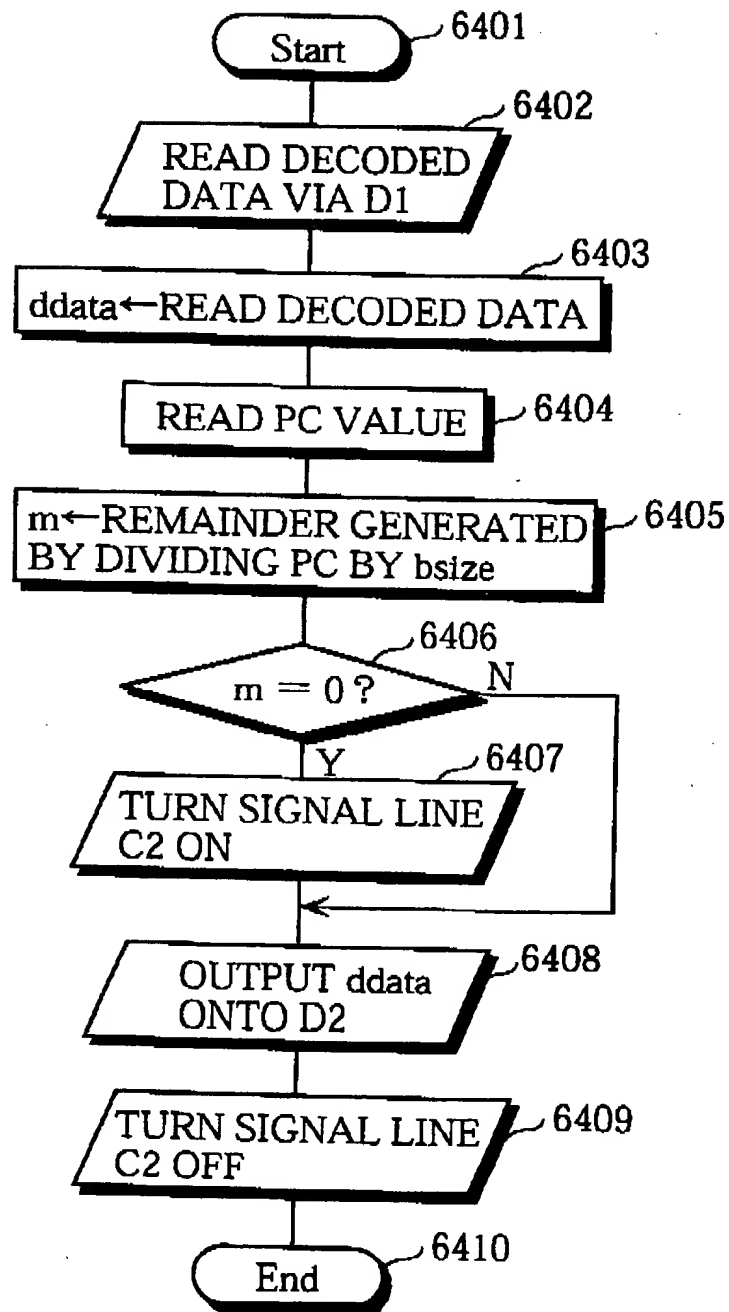 Start
6401
6402
READ DECODED
DATA VIA D1
6403
ddata←READ DECODED DATA
READ PC VALUE
6404
m←REMAINDER GENERATED
BY DIVIDING PC BY bsize
6405
6406
m = 0 ?
N
Y
6407
TURN SIGNAL LINE
C2 ON
OUTPUT ddata
ONTO D2
6408
TURN SIGNAL LINE
C2 OFF
6409
End
6410